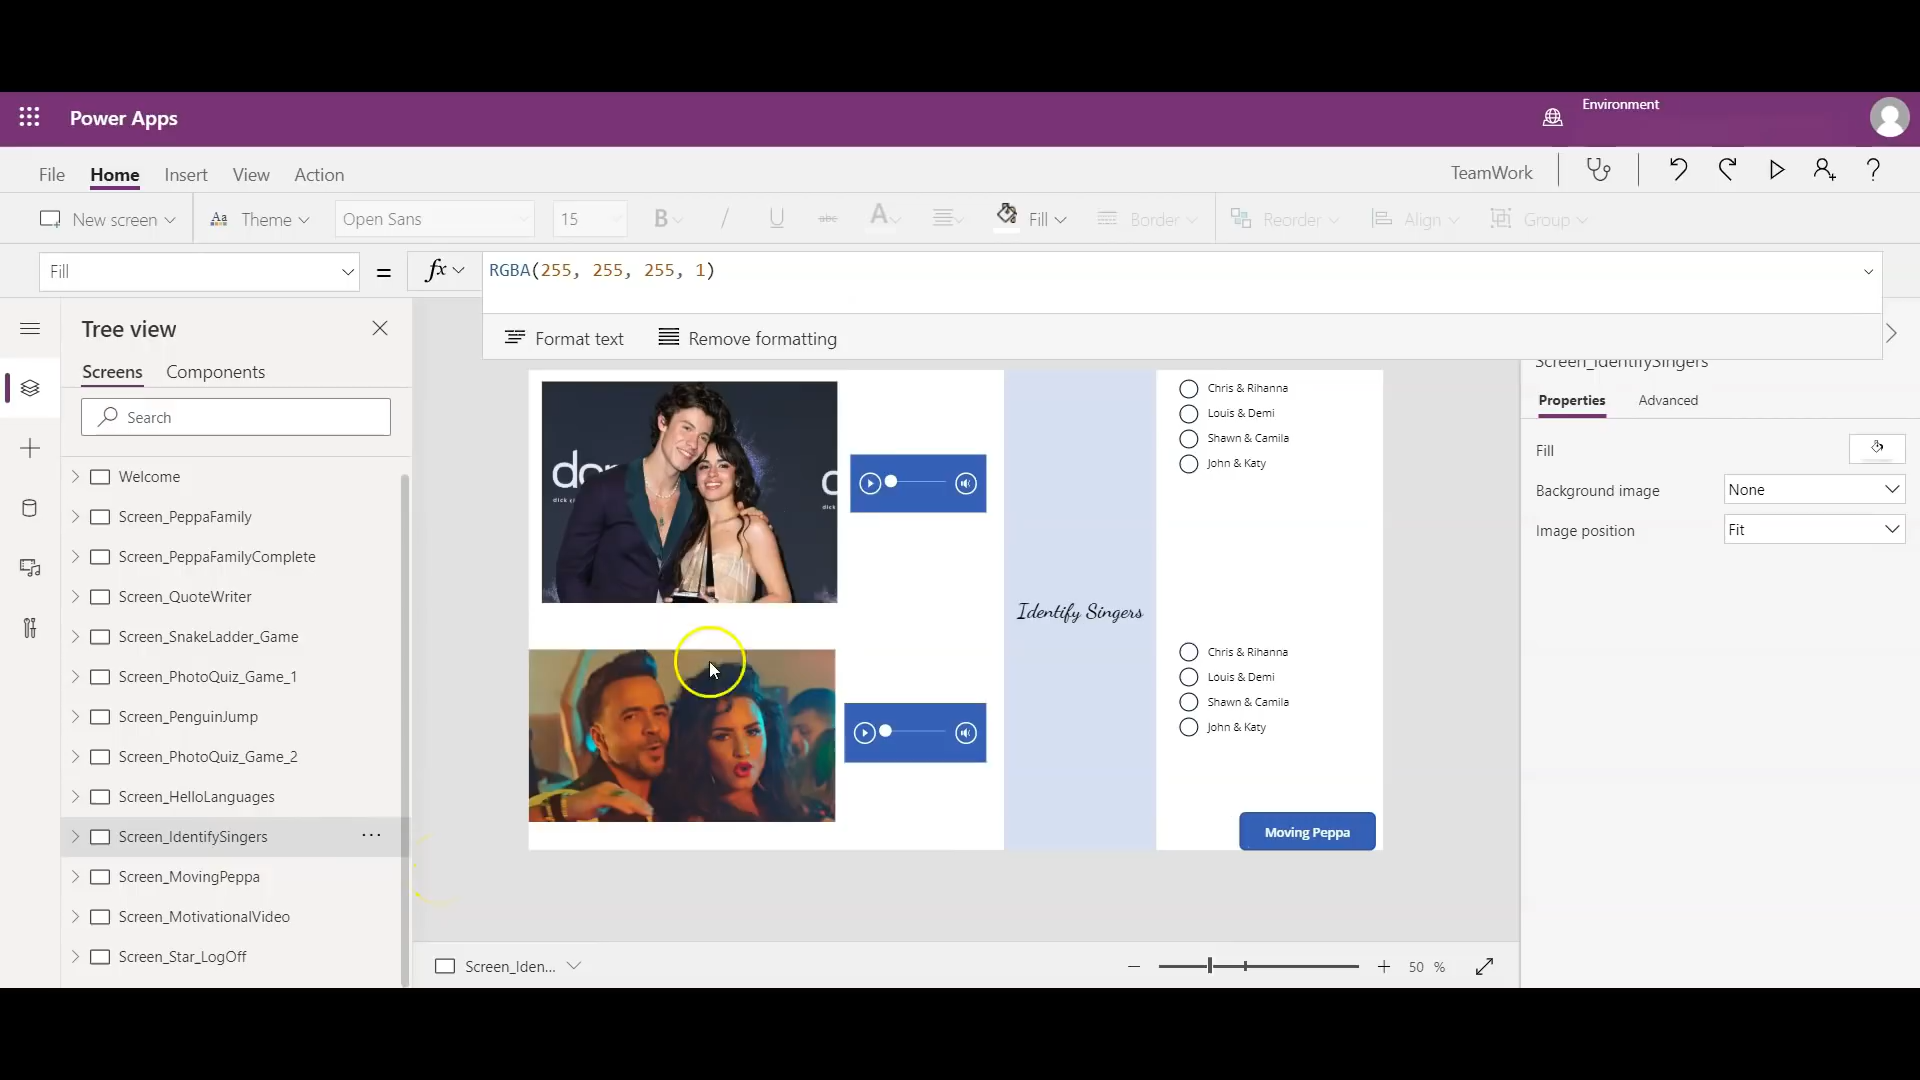 Power Apps
Environment
File Home Insert View Action
TeamWork
New screen
Theme
Open Sans
15
B / U abc A
Fill
Border
Reorder
Align
Group
Fill
= fx
RGBA(255, 255, 255, 1)
Format text Remove formatting
Tree view
Screens Components
Search
Welcome
Screen_PeppaFamily
Screen_PeppaFamilyComplete
Screen_QuoteWriter
Screen_SnakeLadder_Game
Screen_PhotoQuiz_Game_1
Screen_PenguinJump
Screen_PhotoQuiz_Game_2
Screen_HelloLanguages
Screen_IdentifySingers ...
Screen_MovingPeppa
Screen_MotivationalVideo
Screen_Star_LogOff
dick c
dick
Identify Singers
Chris & Rihanna
Louis & Demi
Shawn & Camila
John & Katy
Chris & Rihanna
Louis & Demi
Shawn & Camila
John & Katy
Moving Peppa
Screen_IdentifySingers
Properties Advanced
Fill
Background image None
Image position Fit
Screen_Iden...
50 %